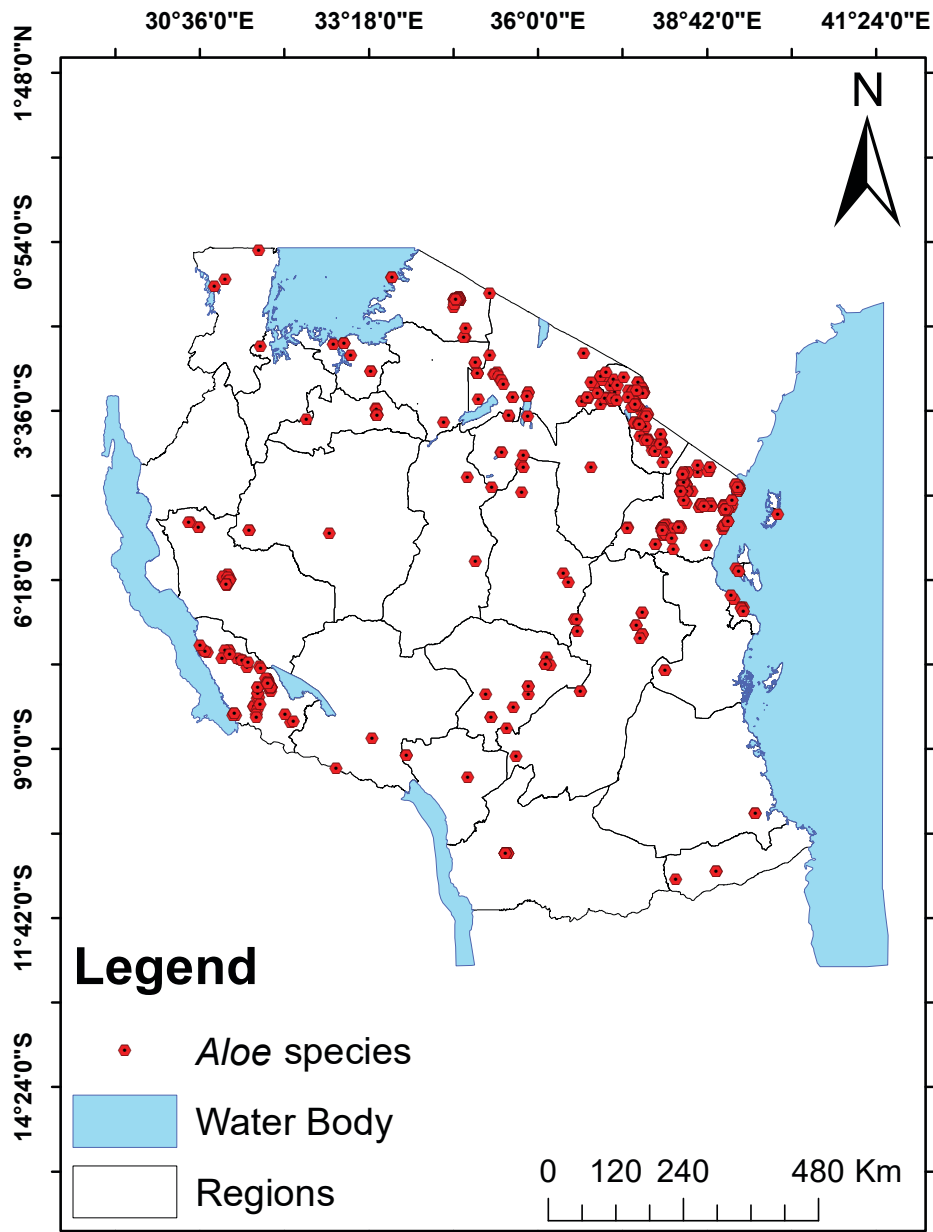 30°36'0"E 33°18'0"E 36°0'0"E 38°42'0"E 41°24'0"E
1°48'0"N
N
0°54'0"S
3°36'0"S
6°18'0"S
9°0'0"S
11°42'0"S
14°24'0"S
Legend
Aloe species
Water Body
Regions
0 120 240 480 Km